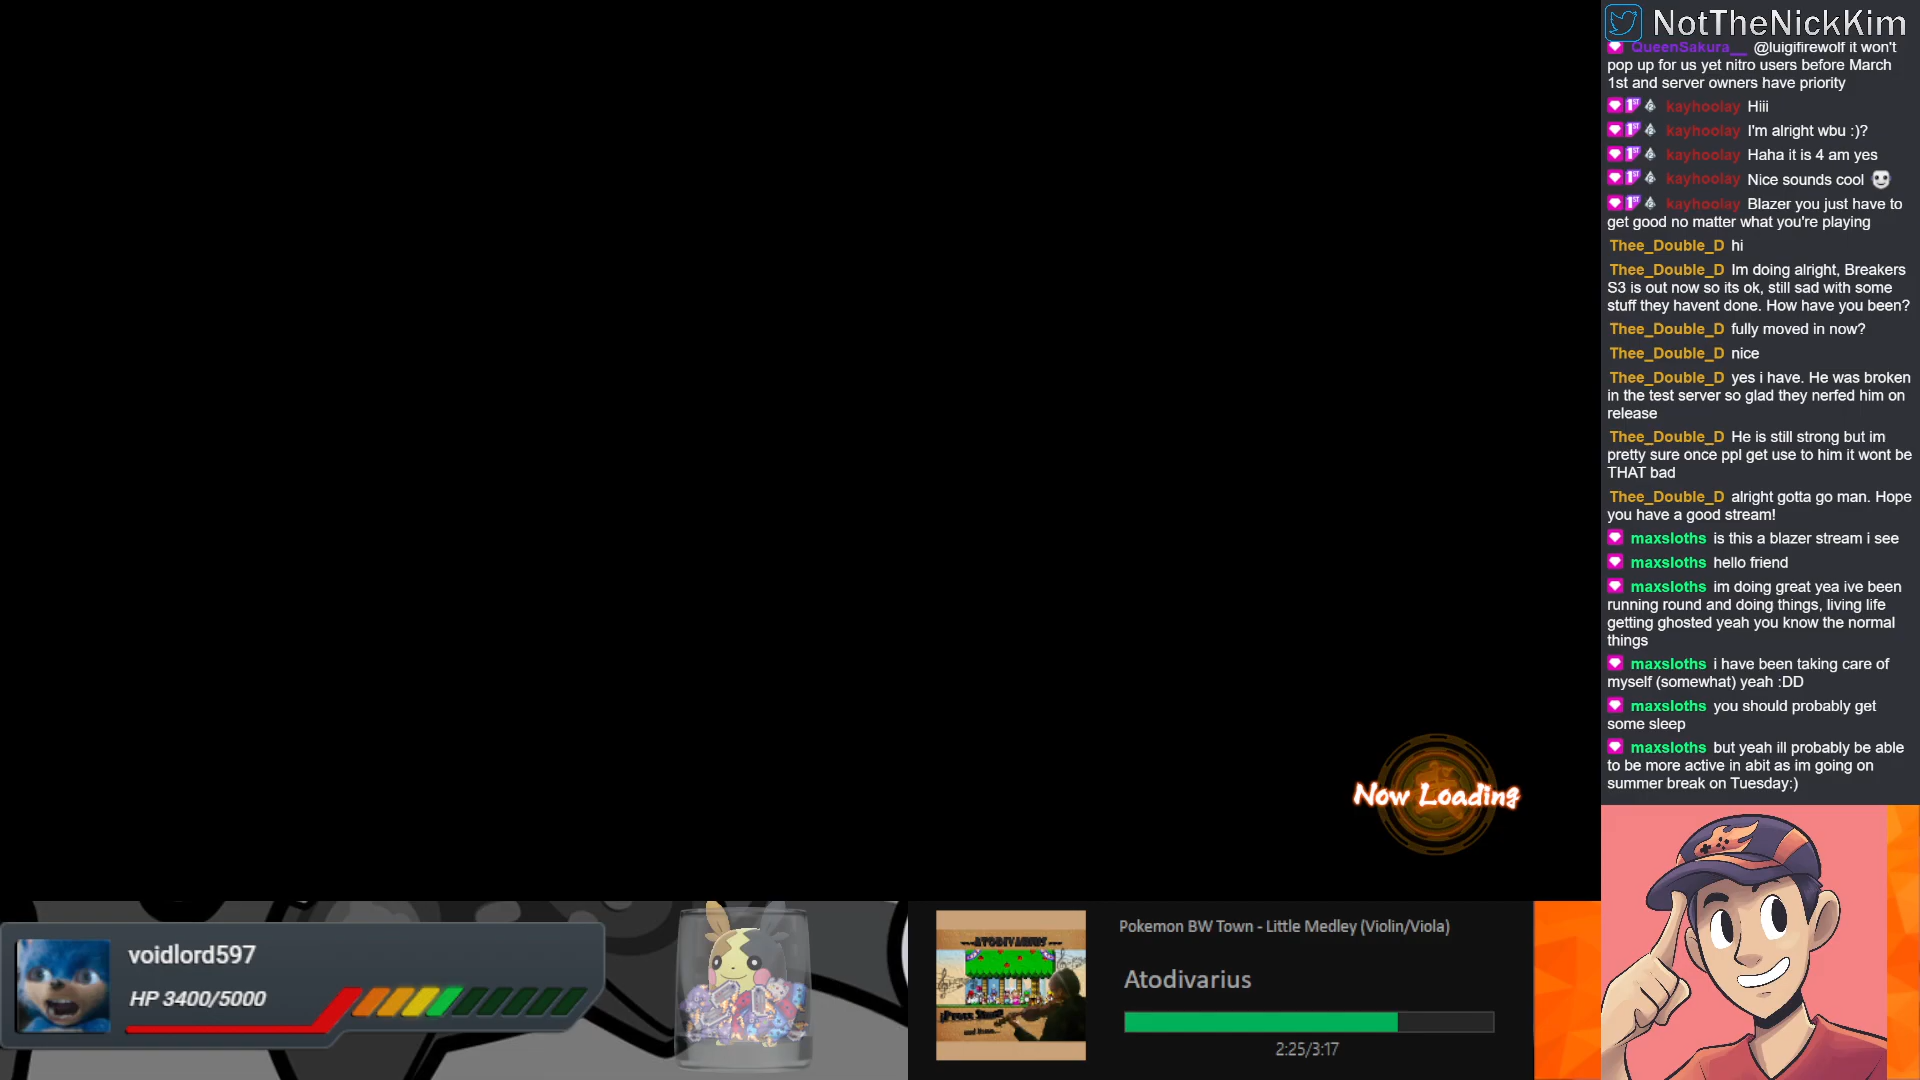 NotTheNickKim
QueenSakura__ @luigifirewolf it won't
pop up for us yet nitro users before March
1st and server owners have priority
kayhoolay Hiii
kayhoolay I'm alright wbu :)?
kayhoolay Haha it is 4 am yes
kayhoolay Nice sounds cool
kayhoolay Blazer you just have to
get good no matter what you're playing
Thee_Double_D hi
Thee_Double_D Im doing alright, Breakers
S3 is out now so its ok, still sad with some
stuff they havent done. How have you been?
Thee_Double_D fully moved in now?
Thee_Double_D nice
Thee_Double_D yes i have. He was broken
in the test server so glad they nerfed him on
release
Thee_Double_D He is still strong but im
pretty sure once ppl get use to him it wont be
THAT bad
Thee_Double_D alright gotta go man. Hope
you have a good stream!
maxsloths is this a blazer stream i see
maxsloths hello friend
maxsloths im doing great yea ive been
running round and doing things, living life
getting ghosted yeah you know the normal
things
maxsloths i have been taking care of
myself (somewhat) yeah :DD
maxsloths you should probably get
some sleep
maxsloths but yeah ill probably be able
to be more active in abit as im going on
summer break on Tuesday:)
Now Loading
voidlord597
HP 3400/5000
ATODIVARIUS
Pokemon BW Town - Little Medley (Violin/Viola)
Atodivarius
2:25/3:17